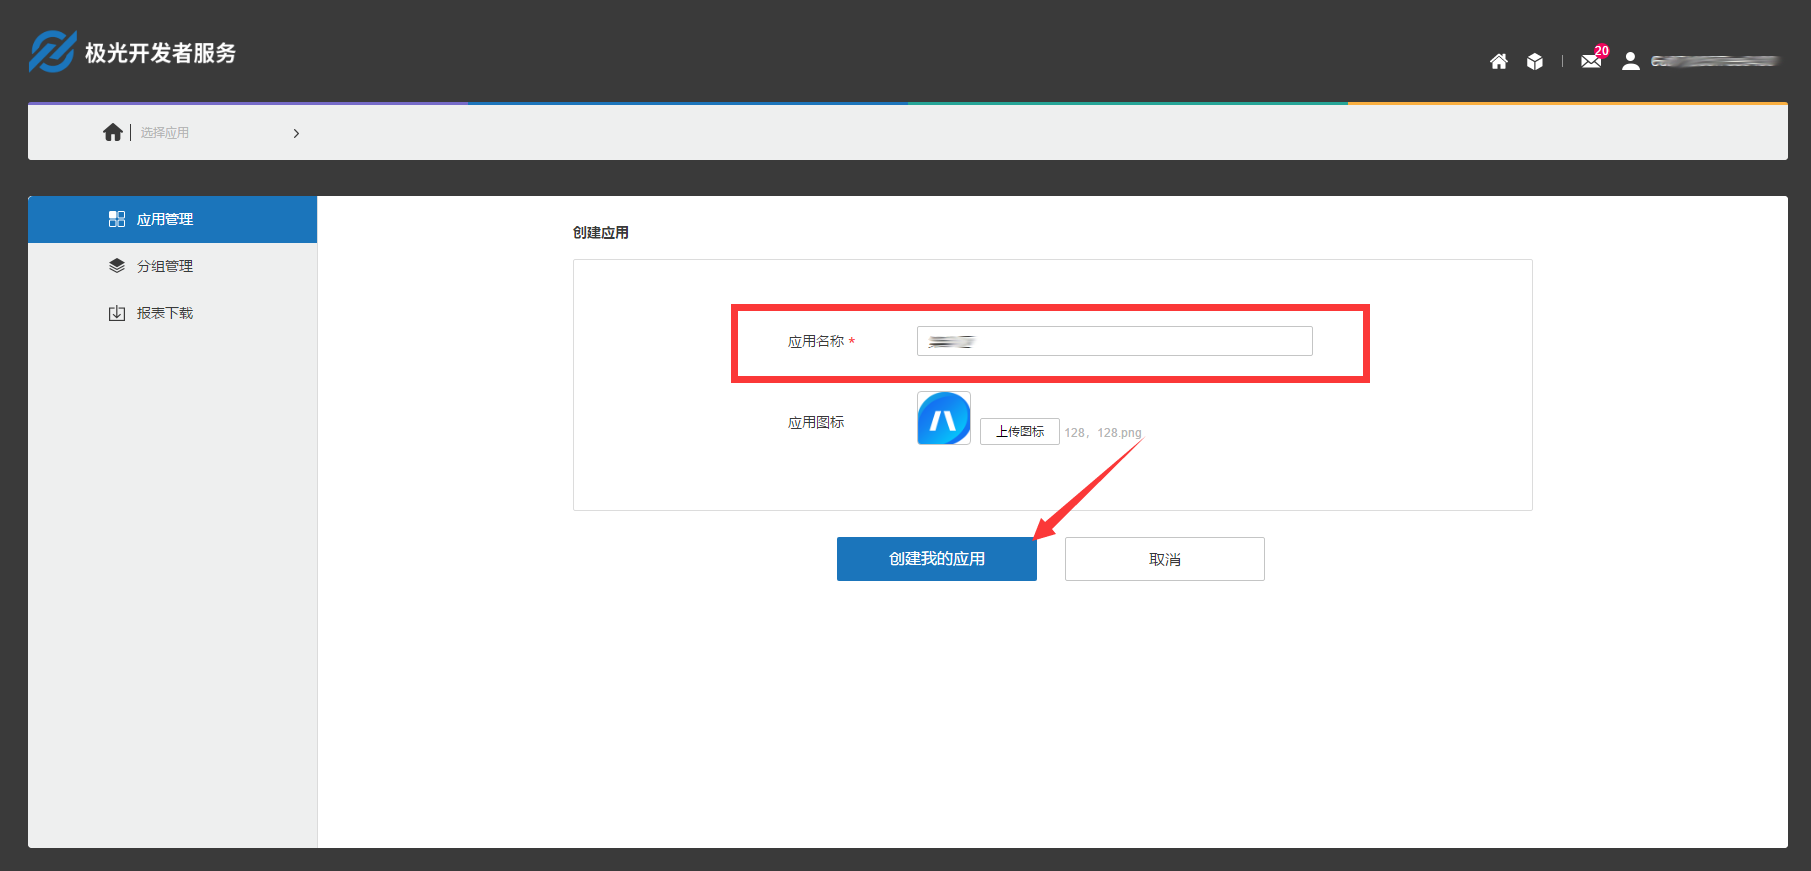 极光开发者服务
20
选择应用
应用管理
分组管理
报表下载
创建应用
应用名称 *
应用图标
上传图标 128，128.png
创建我的应用
取消